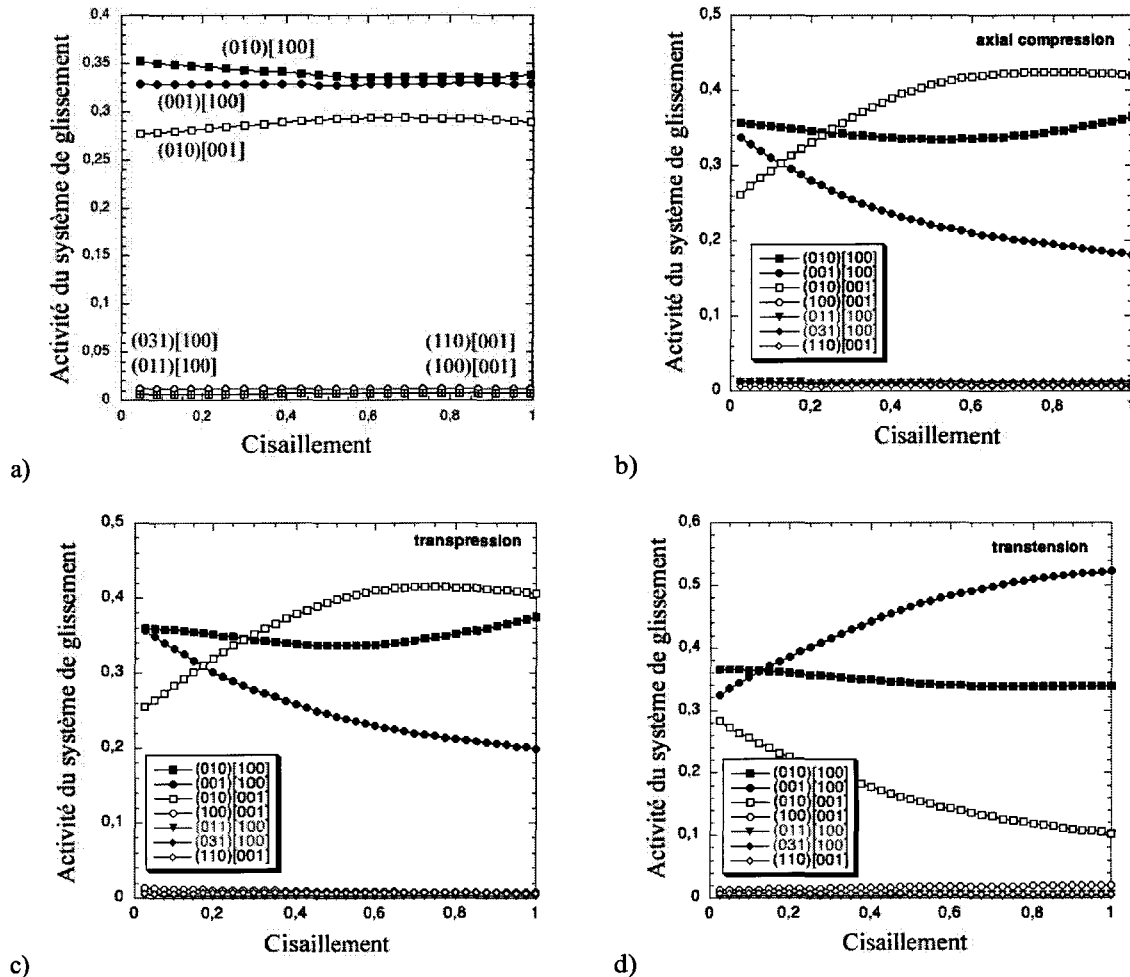 0,4
0,35
0,3
0,25
0,2
0,15
0,1
0,05
0
Activité du système de glissement
(010)[100]
(001)[100]
(010)[001]
(031)[100]
(011)[100]
(110)[001]
(100)[001]
0 0,2 0,4 0,6 0,8 1
Cisaillement
a)
0,5
0,4
0,3
0,2
0,1
0
Activité du système de glissement
axial compression
(010)[100]
(001)[100]
(010)[001]
(100)[001]
(011)[100]
(031)[100]
(110)[001]
0 0,2 0,4 0,6 0,8 1
Cisaillement
b)
0,5
0,4
0,3
0,2
0,1
0
Activité du système de glissement
transpression
(010)[100]
(001)[100]
(010)[001]
(100)[001]
(011)[100]
(031)[100]
(110)[001]
0 0,2 0,4 0,6 0,8 1
Cisaillement
c)
0,6
0,5
0,4
0,3
0,2
0,1
0
Activité du système de glissement
transtension
(010)[100]
(001)[100]
(010)[001]
(100)[001]
(011)[100]
(031)[100]
(110)[001]
0 0,2 0,4 0,6 0,8 1
Cisaillement
d)